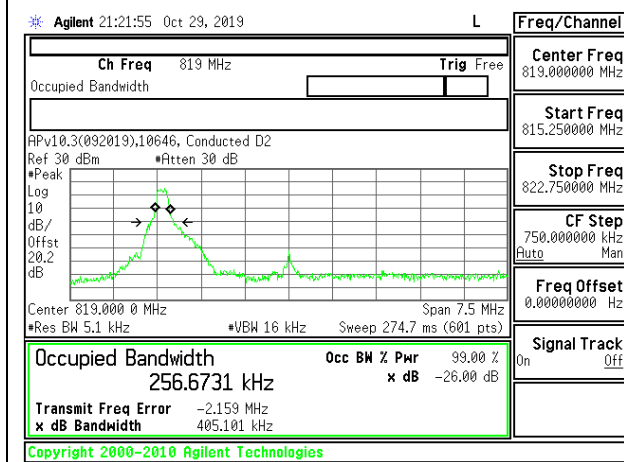 Agilent 21:21:55 Oct 29, 2019 L
Freq/Channel
Ch Freq 819 MHz Trig Free
Occupied Bandwidth
Center Freq
819.000000 MHz
Start Freq
815.250000 MHz
Stop Freq
822.750000 MHz
CF Step
750.000000 kHz
Auto Man
Freq Offset
0.00000000 Hz
Signal Track
On Off
APv10.3(092019),10646, Conducted D2
Ref 30 dBm #Atten 30 dB
#Peak
Log
10
dB/
Offst
20.2
dB
Center 819.000 0 MHz Span 7.5 MHz
#Res BW 5.1 kHz #VBW 16 kHz Sweep 274.7 ms (601 pts)
Occupied Bandwidth Occ BW % Pwr 99.00 %
256.6731 kHz x dB -26.00 dB
Transmit Freq Error -2.159 MHz
x dB Bandwidth 405.101 kHz
Copyright 2000-2010 Agilent Technologies